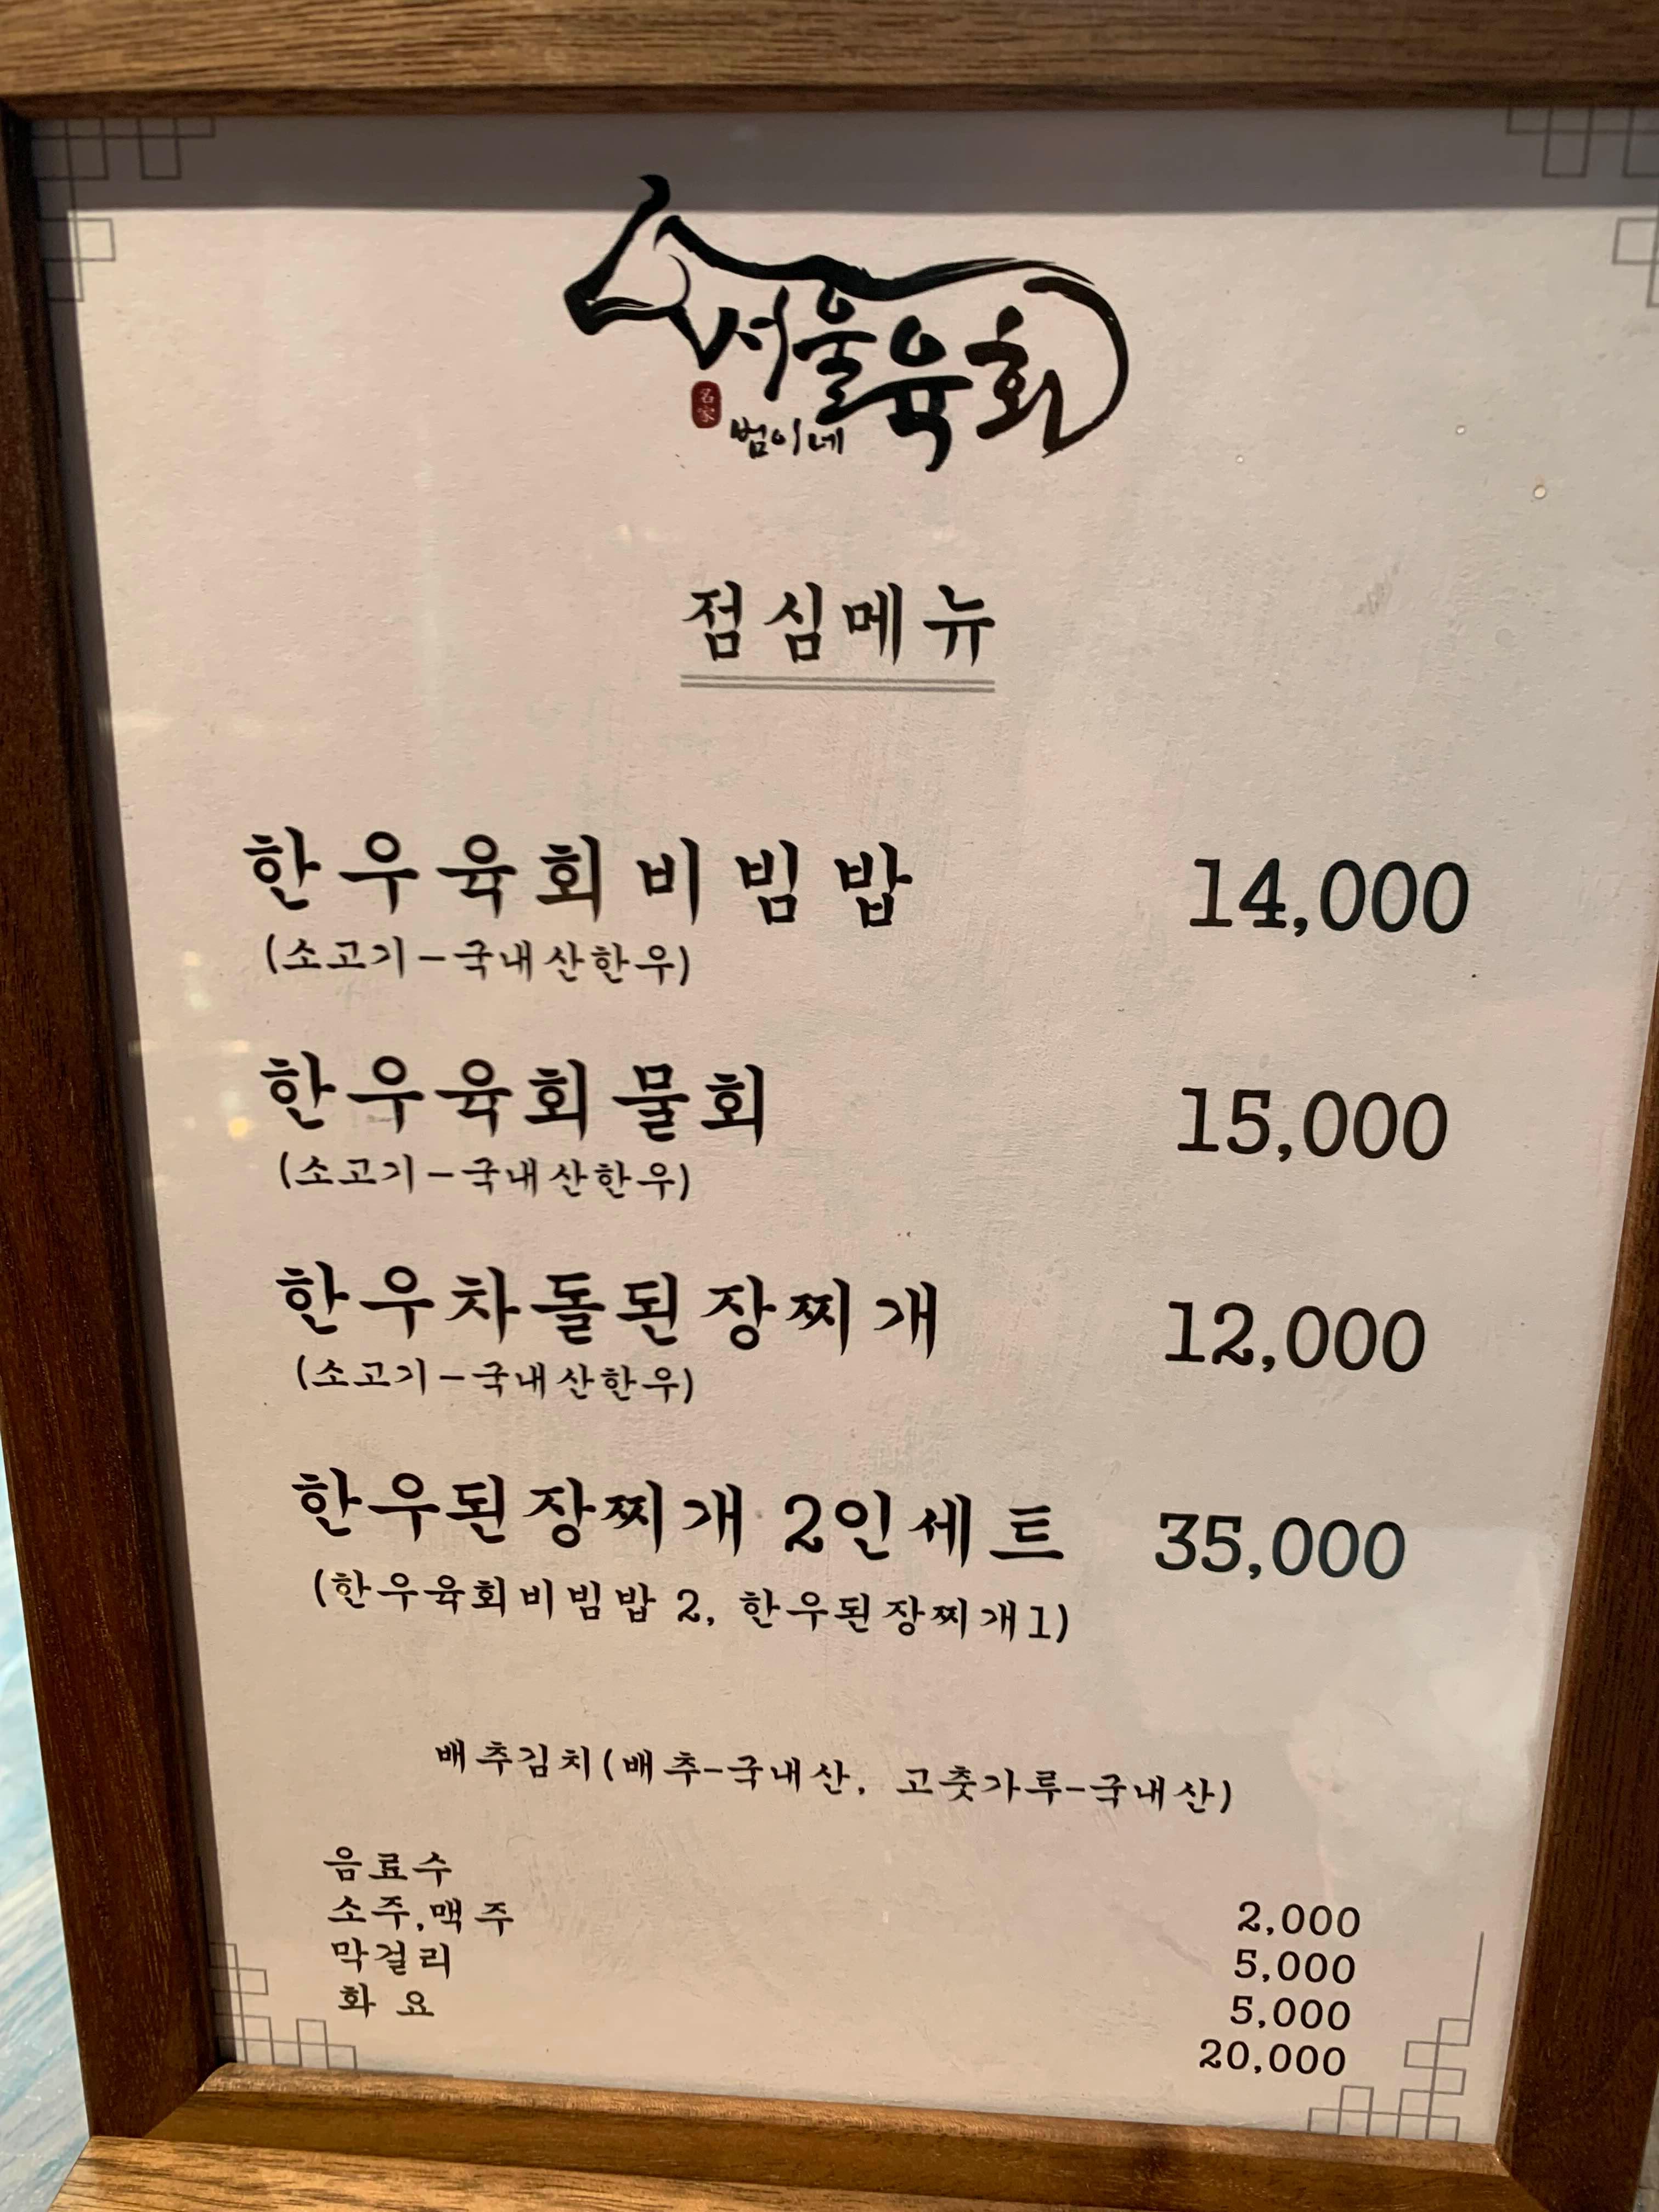 서울육회
名家
범이네
점심메뉴
한우육회비빔밥 14,000
(소고기-국내산한우)
한우육회물회 15,000
(소고기-국내산한우)
한우차돌된장찌개 12,000
(소고기-국내산한우)
한우된장찌개 2인세트 35,000
(한우육회비빔밥 2, 한우된장찌개1)
배추김치(배추-국내산, 고춧가루-국내산)
음료수 2,000
소주,맥주 5,000
막걸리 5,000
화요 20,000